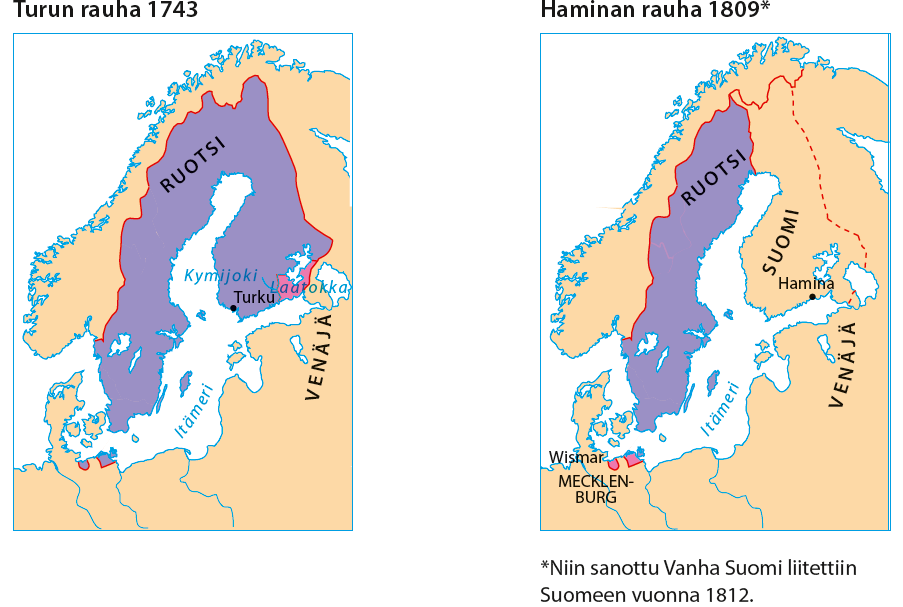 Turun rauha 1743
RUOTSI
Kymijoki
Laatokka
Turku
VENÄJÄ
Itämeri
Haminan rauha 1809*
RUOTSI
SUOMI
Hamina
VENÄJÄ
Itämeri
Wismar
MECKLEN-
BURG
*Niin sanottu Vanha Suomi liitettiin
Suomeen vuonna 1812.